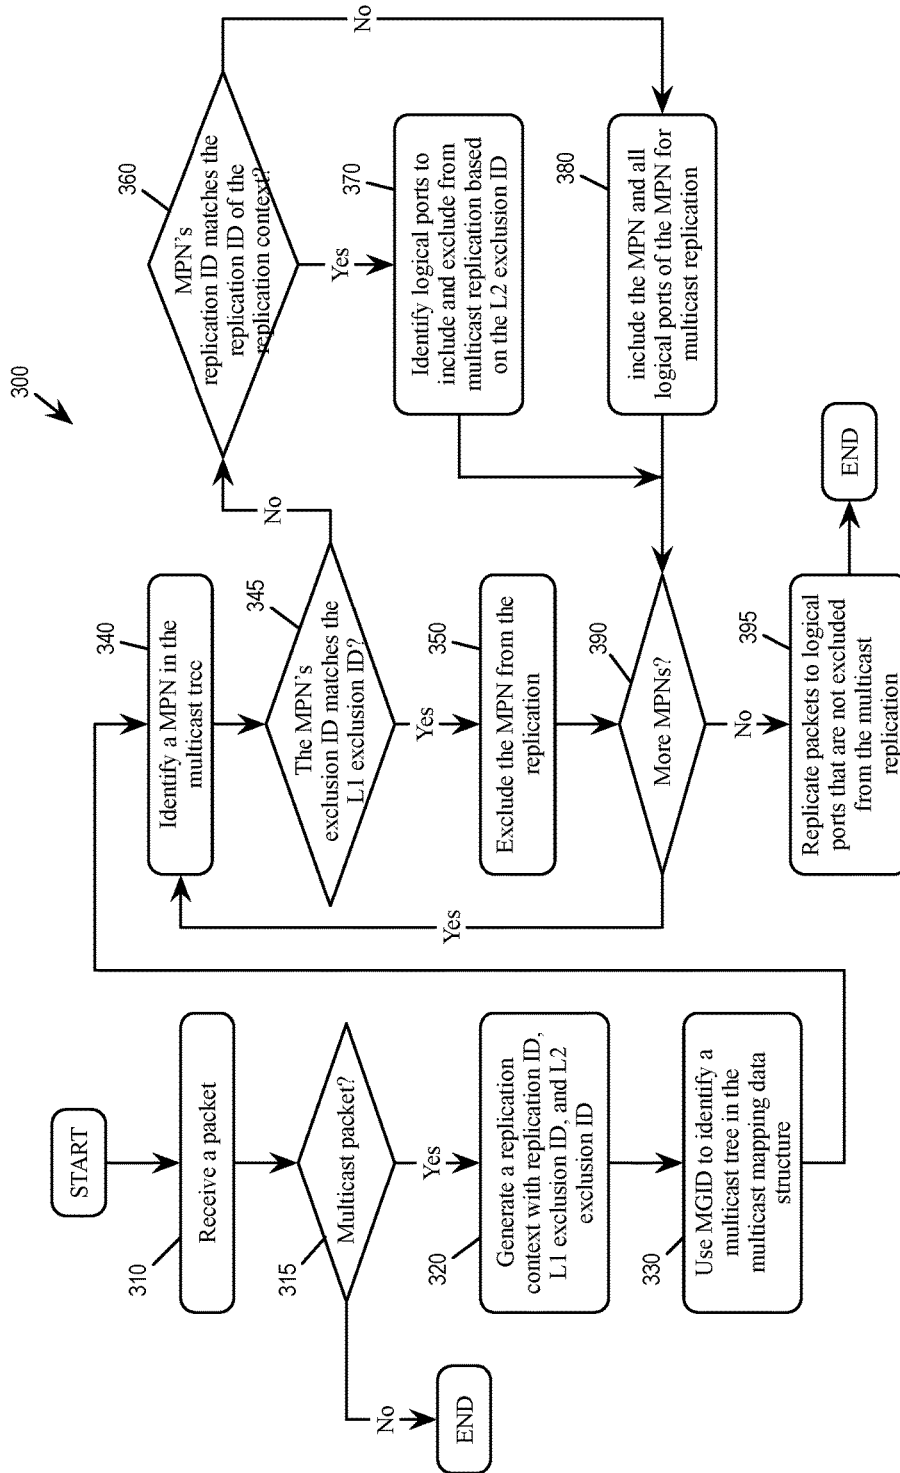 300
START
310
Receive a packet
315
Multicast packet?
No
END
Yes
320
Generate a replication
context with replication ID,
L1 exclusion ID, and L2
exclusion ID
330
Use MGID to identify a
multicast tree in the
multicast mapping data
structure
340
Identify a MPN in the
multicast tree
345
The MPN's
exclusion ID matches the
L1 exclusion ID?
No
Yes
350
Exclude the MPN from the
replication
360
MPN's
replication ID matches the
replication ID of the
replication context?
No
Yes
370
Identify logical ports to
include and exclude from
multicast replication based
on the L2 exclusion ID
380
include the MPN and all
logical ports of the MPN for
multicast replication
390
More MPNs?
Yes
No
395
Replicate packets to logical
ports that are not excluded
from the multicast
replication
END